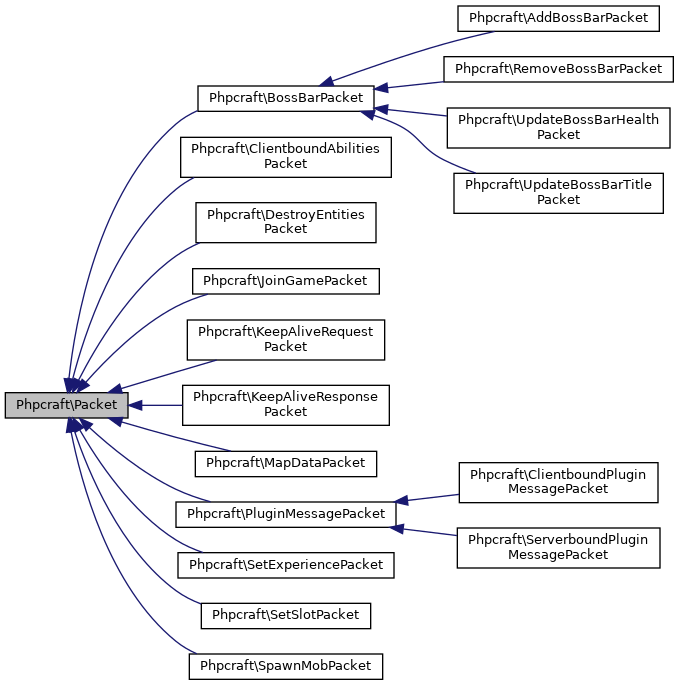 Phpcraft\AddBossBarPacket
Phpcraft\RemoveBossBarPacket
Phpcraft\BossBarPacket
Phpcraft\UpdateBossBarHealth
Packet
Phpcraft\ClientboundAbilities
Packet
Phpcraft\UpdateBossBarTitle
Packet
Phpcraft\DestroyEntities
Packet
Phpcraft\JoinGamePacket
Phpcraft\KeepAliveRequest
Packet
Phpcraft\Packet
Phpcraft\KeepAliveResponse
Packet
Phpcraft\MapDataPacket
Phpcraft\ClientboundPlugin
MessagePacket
Phpcraft\PluginMessagePacket
Phpcraft\ServerboundPlugin
MessagePacket
Phpcraft\SetExperiencePacket
Phpcraft\SetSlotPacket
Phpcraft\SpawnMobPacket